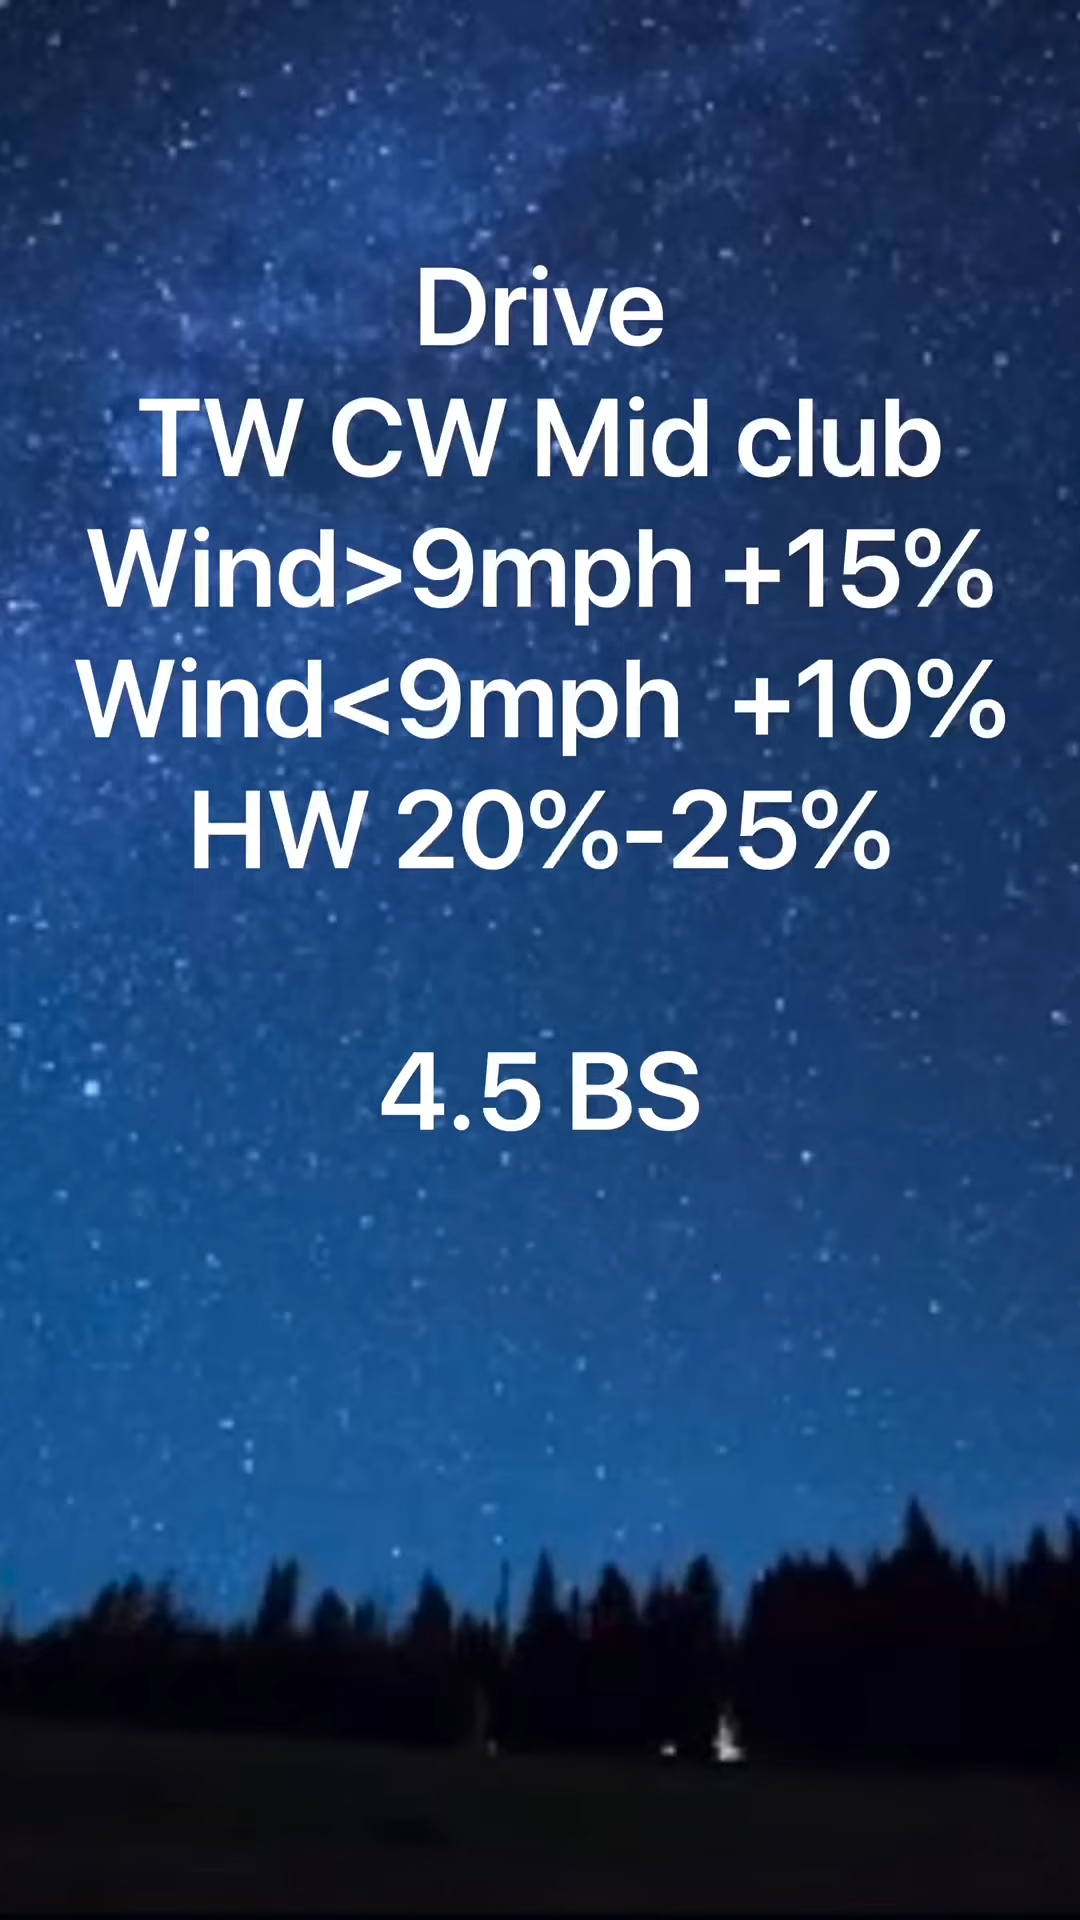 Drive
TW CW Mid club
Wind>9mph +15%
Wind<9mph  +10%
HW 20%-25%
4.5 BS